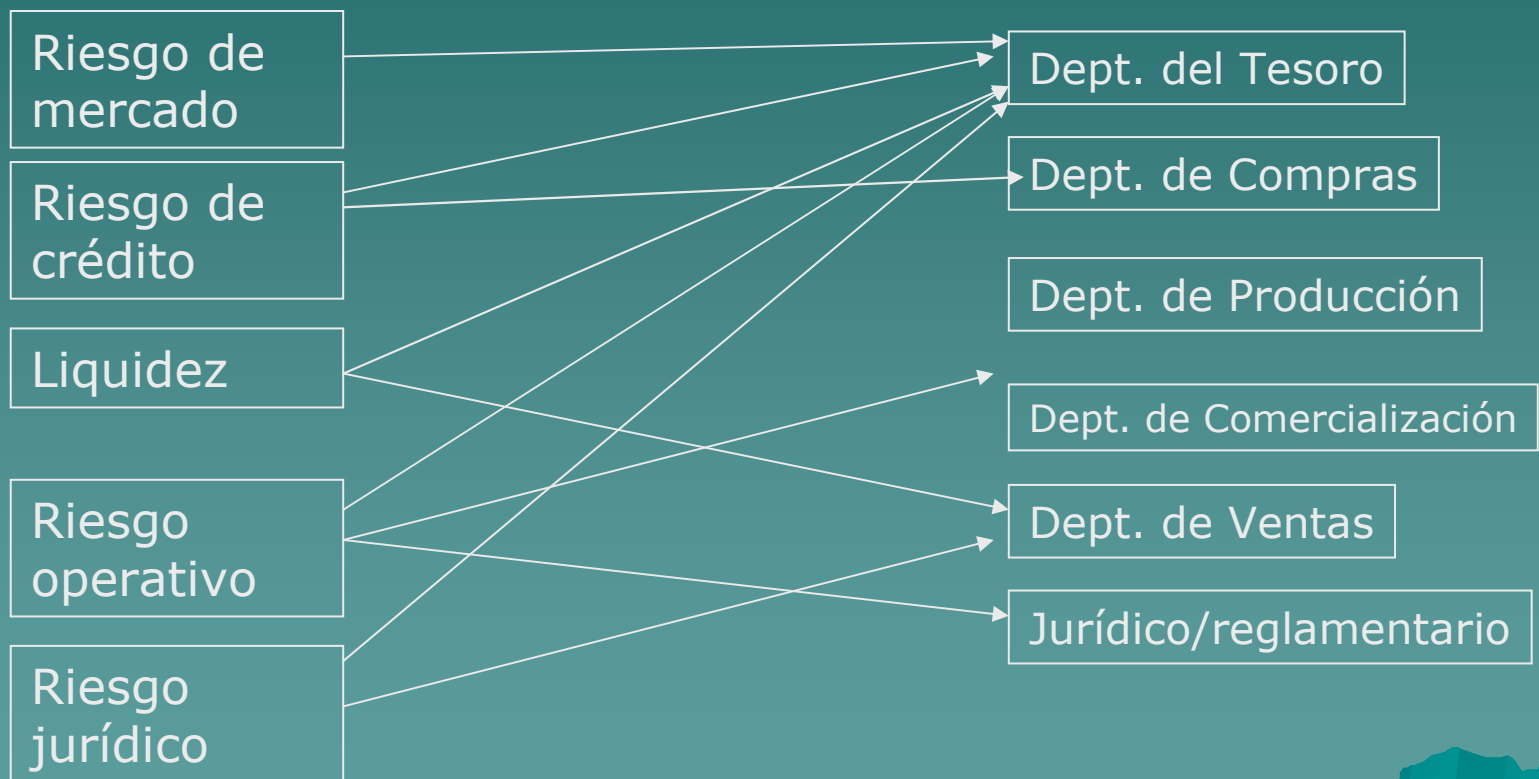 Riesgo de
mercado
Riesgo de
crédito
Liquidez
Riesgo
operativo
Riesgo
jurídico
Dept. del Tesoro
Dept. de Compras
Dept. de Producción
Dept. de Comercialización
Dept. de Ventas
Jurídico/reglamentario